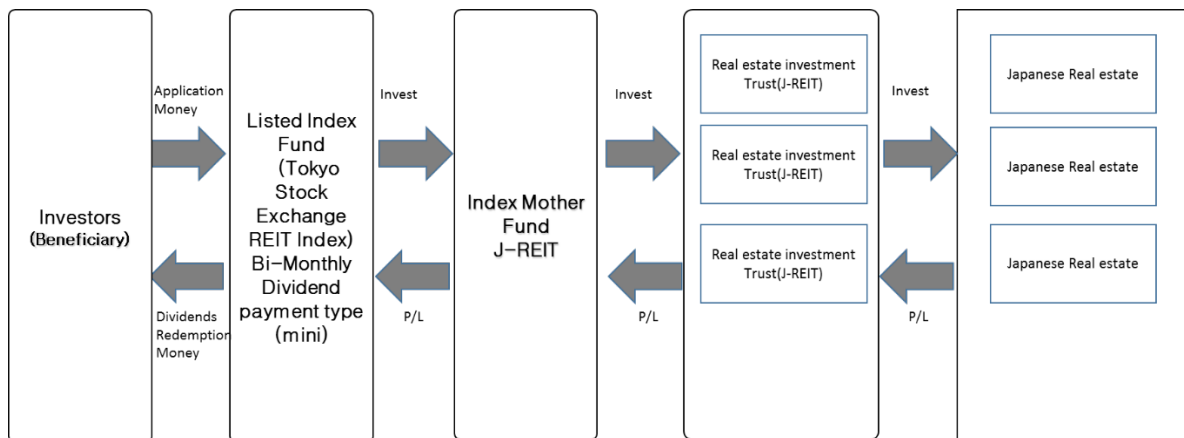 Investors
(Beneficiary)
Application
Money
Dividends
Redemption
Money
Listed Index
Fund
(Tokyo
Stock
Exchange
REIT Index)
Bi-Monthly
Dividend
payment type
(mini)
Invest
P/L
Index Mother
Fund
J-REIT
Invest
P/L
Real estate investment
Trust(J-REIT)
Real estate investment
Trust(J-REIT)
Real estate investment
Trust(J-REIT)
Invest
P/L
Japanese Real estate
Japanese Real estate
Japanese Real estate